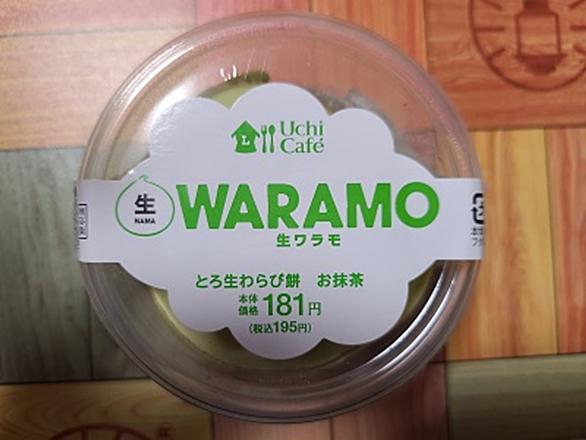 Uchi
Café
生
NAMA
WARAMO
生ワラモ
とろ生わらび餅 お抹茶
本体
価格 181円
(税込195円)